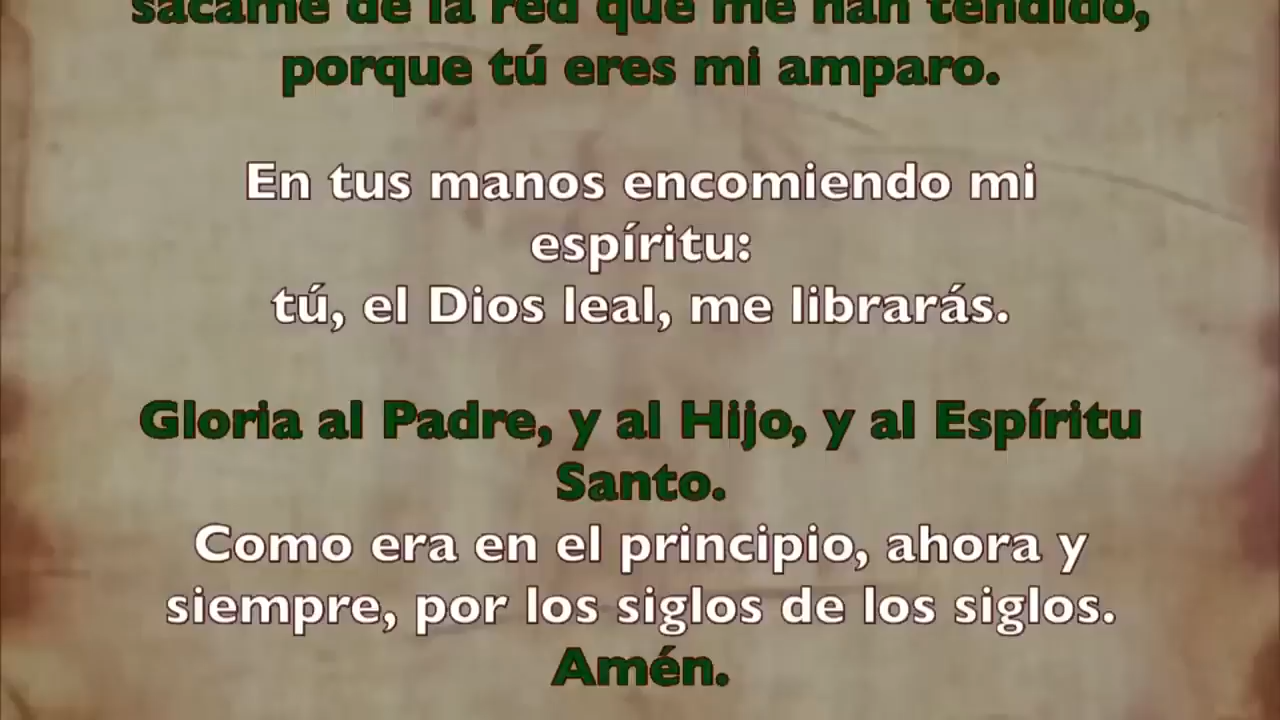 sácame de la red que me han tendido,
porque tú eres mi amparo.
En tus manos encomiendo mi
espíritu:
tú, el Dios leal, me librarás.
Gloria al Padre, y al Hijo, y al Espíritu
Santo.
Como era en el principio, ahora y
siempre, por los siglos de los siglos.
Amén.